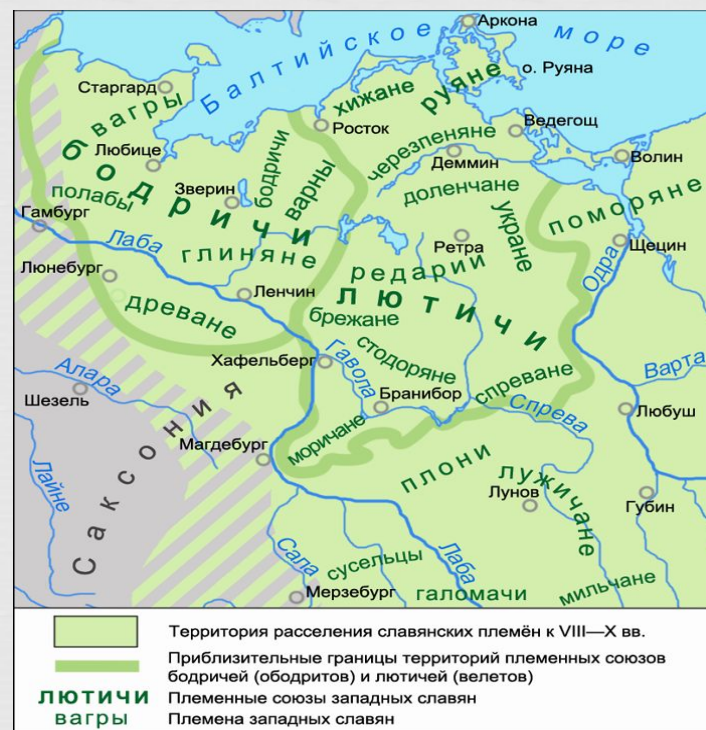 Аркона
Балтийское море
о. Руяна
Старгард
вагры
хижане
руяне
Росток
Ведегощ
черезпеняне
Любице
Деммин
Волин
бодричи
бодричи
варны
полабы
Зверин
доленчане
поморяне
Гамбург
укране
Лаба
глиняне
Ретра
Щецин
Люнебург
редарии
Одра
Ленчин
лютичи
древане
брежане
Хафельберг
Гавола
стодоряне
Варта
Алара
Шезель
Бранибор
спреване
Спрева
Любуш
Саксония
Магдебург
моричане
плони
лужичане
Лайне
Лунов
Губин
Сала
Лаба
сусельцы
Мерзебург
галомачи
мильчане
Территория расселения славянских племён к VIII—X вв.
Приблизительные границы территорий племенных союзов
бодричей (ободритов) и лютичей (велетов)
ЛЮТИЧИ Племенные союзы западных славян
вагры Племена западных славян